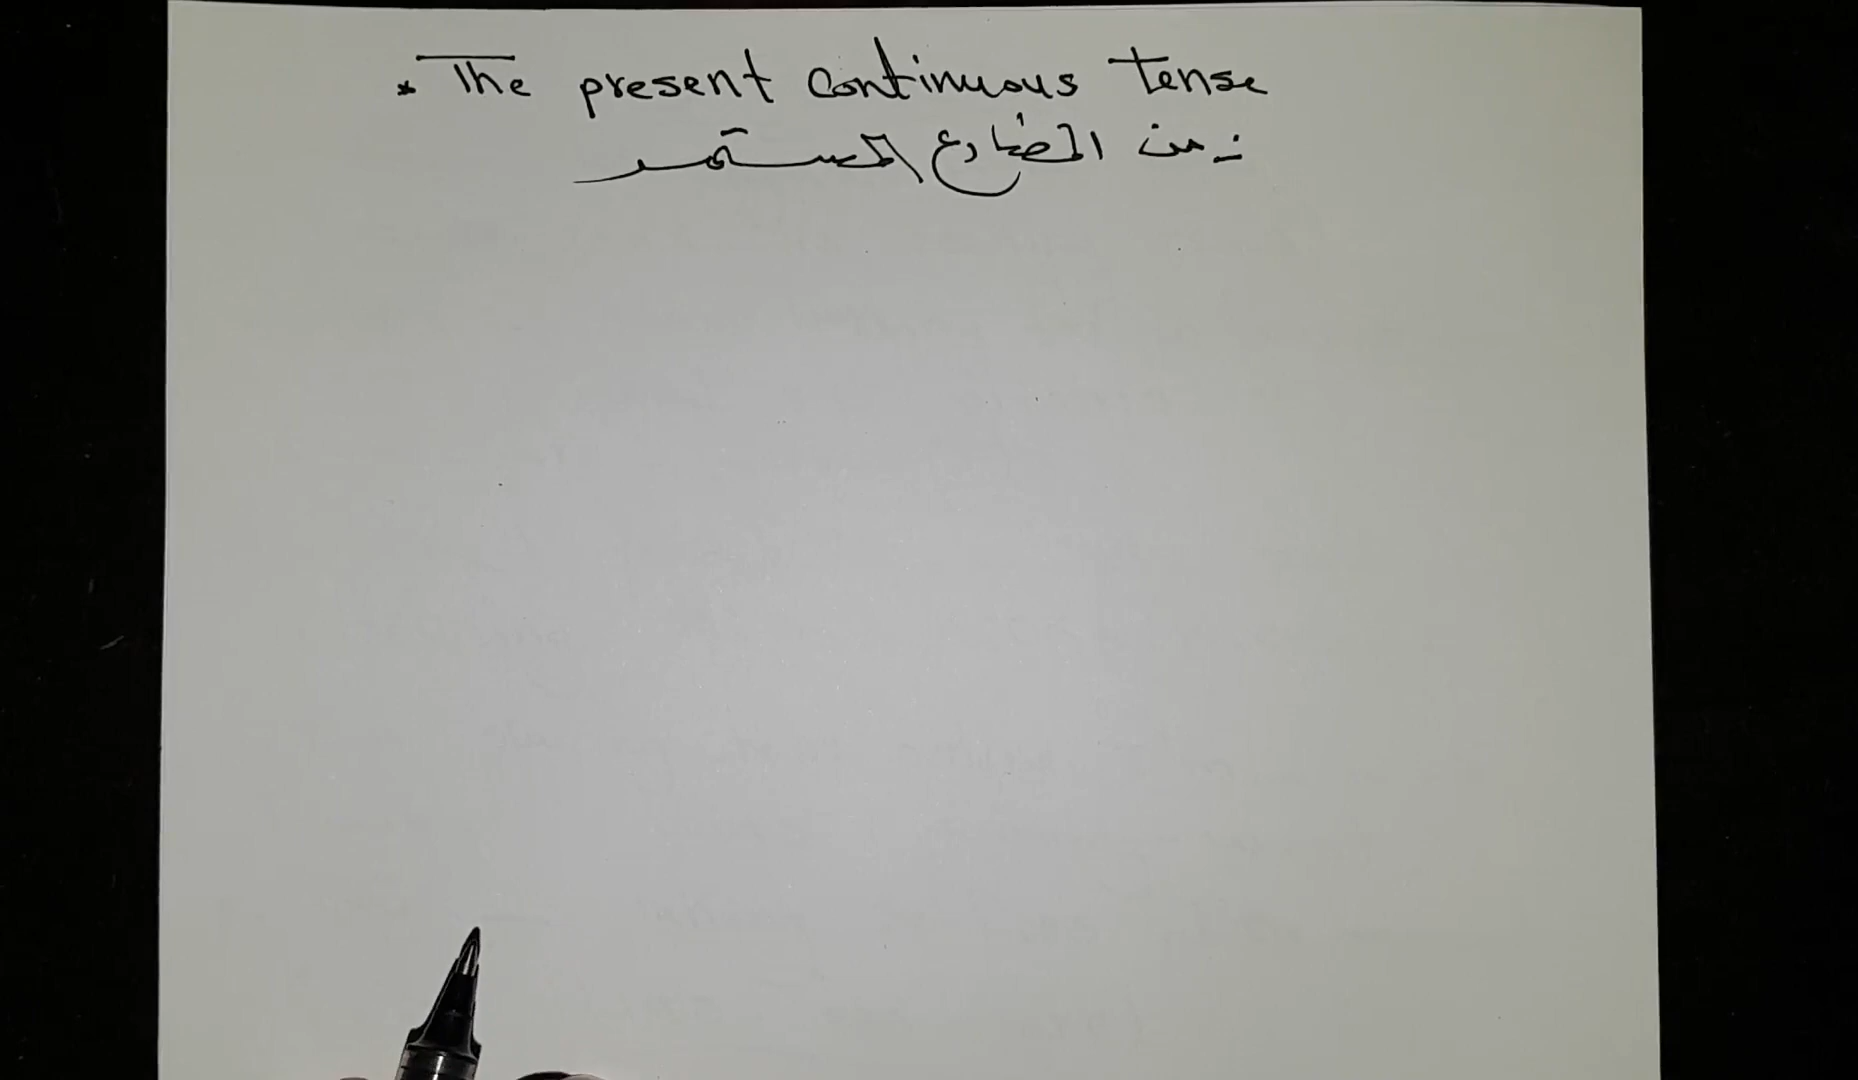 * The present continuous tense
زمن المضارع المستمر